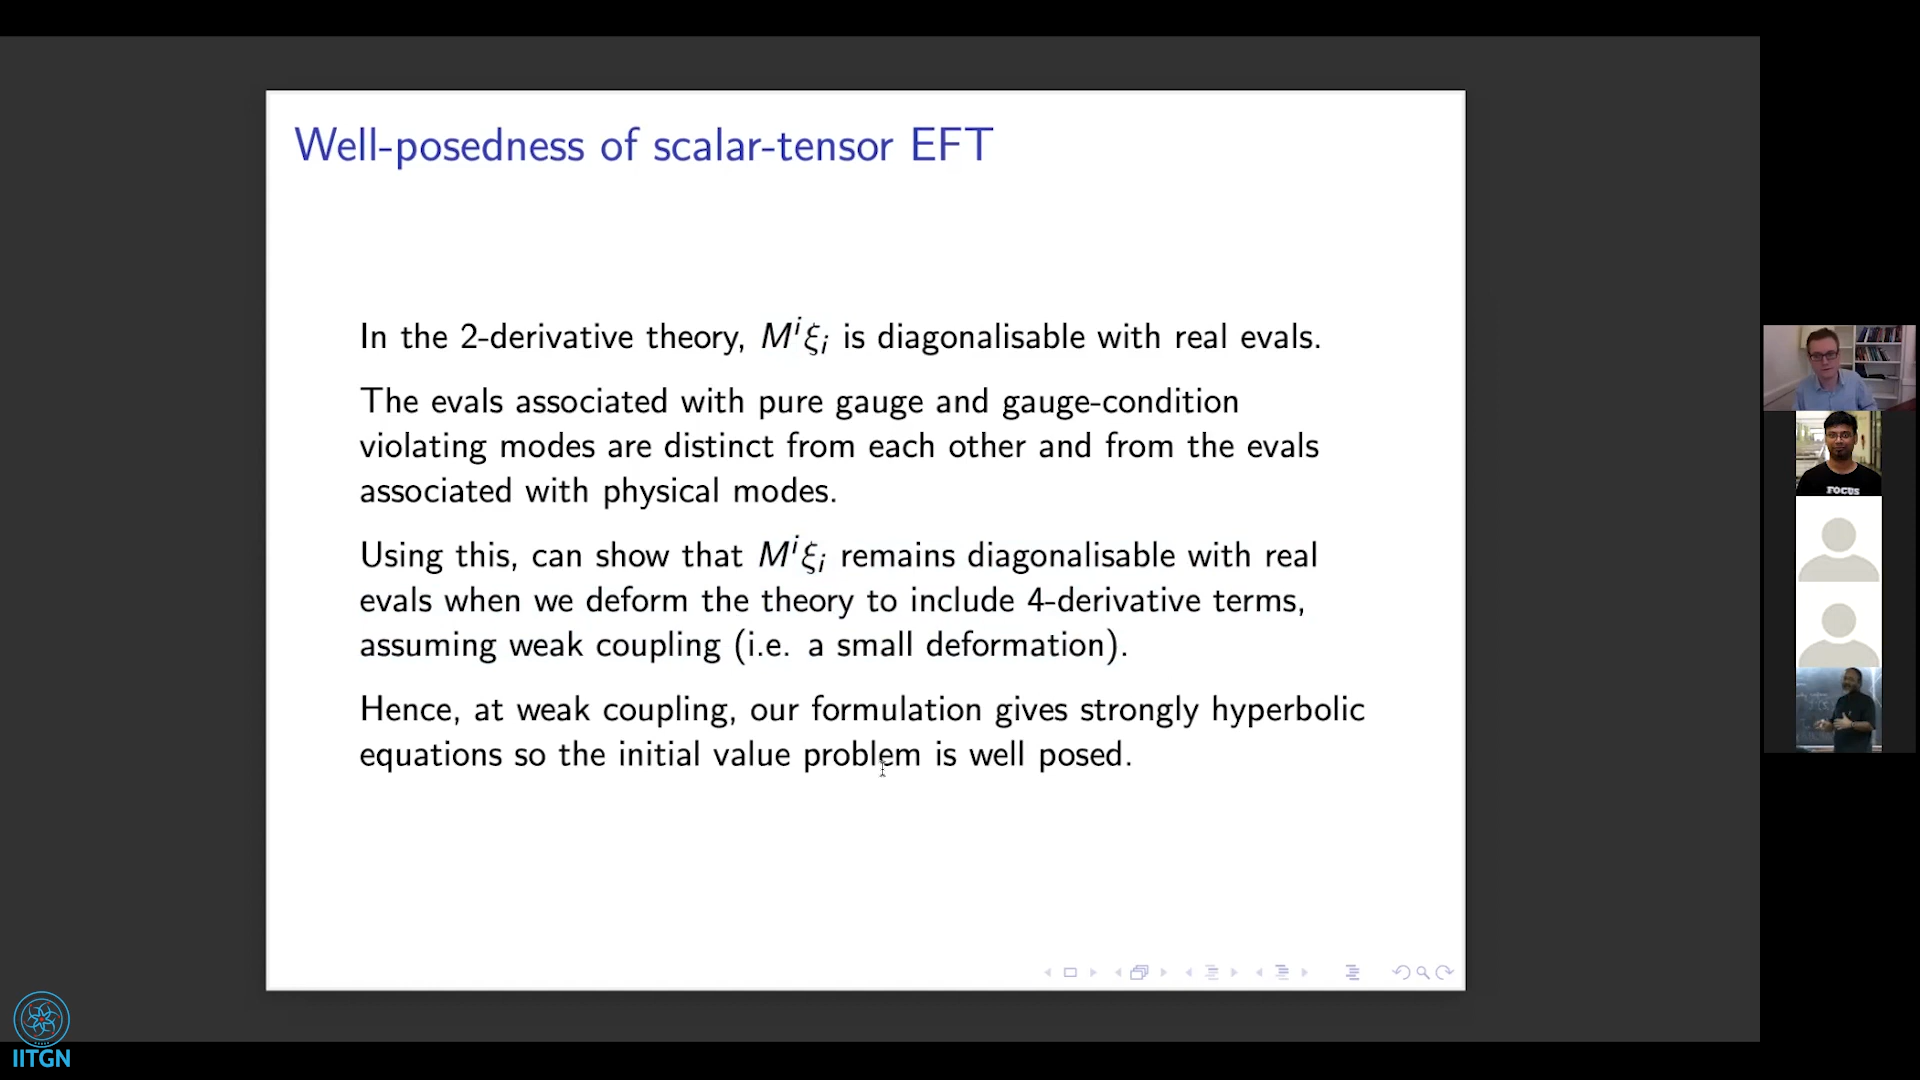 Well-posedness of scalar-tensor EFT
In the 2-derivative theory, Mⁱξᵢ is diagonalisable with real evals.
The evals associated with pure gauge and gauge-condition
violating modes are distinct from each other and from the evals
associated with physical modes.
Using this, can show that Mⁱξᵢ remains diagonalisable with real
evals when we deform the theory to include 4-derivative terms,
assuming weak coupling (i.e. a small deformation).
Hence, at weak coupling, our formulation gives strongly hyperbolic
equations so the initial value problem is well posed.
FOCUS
IITGN